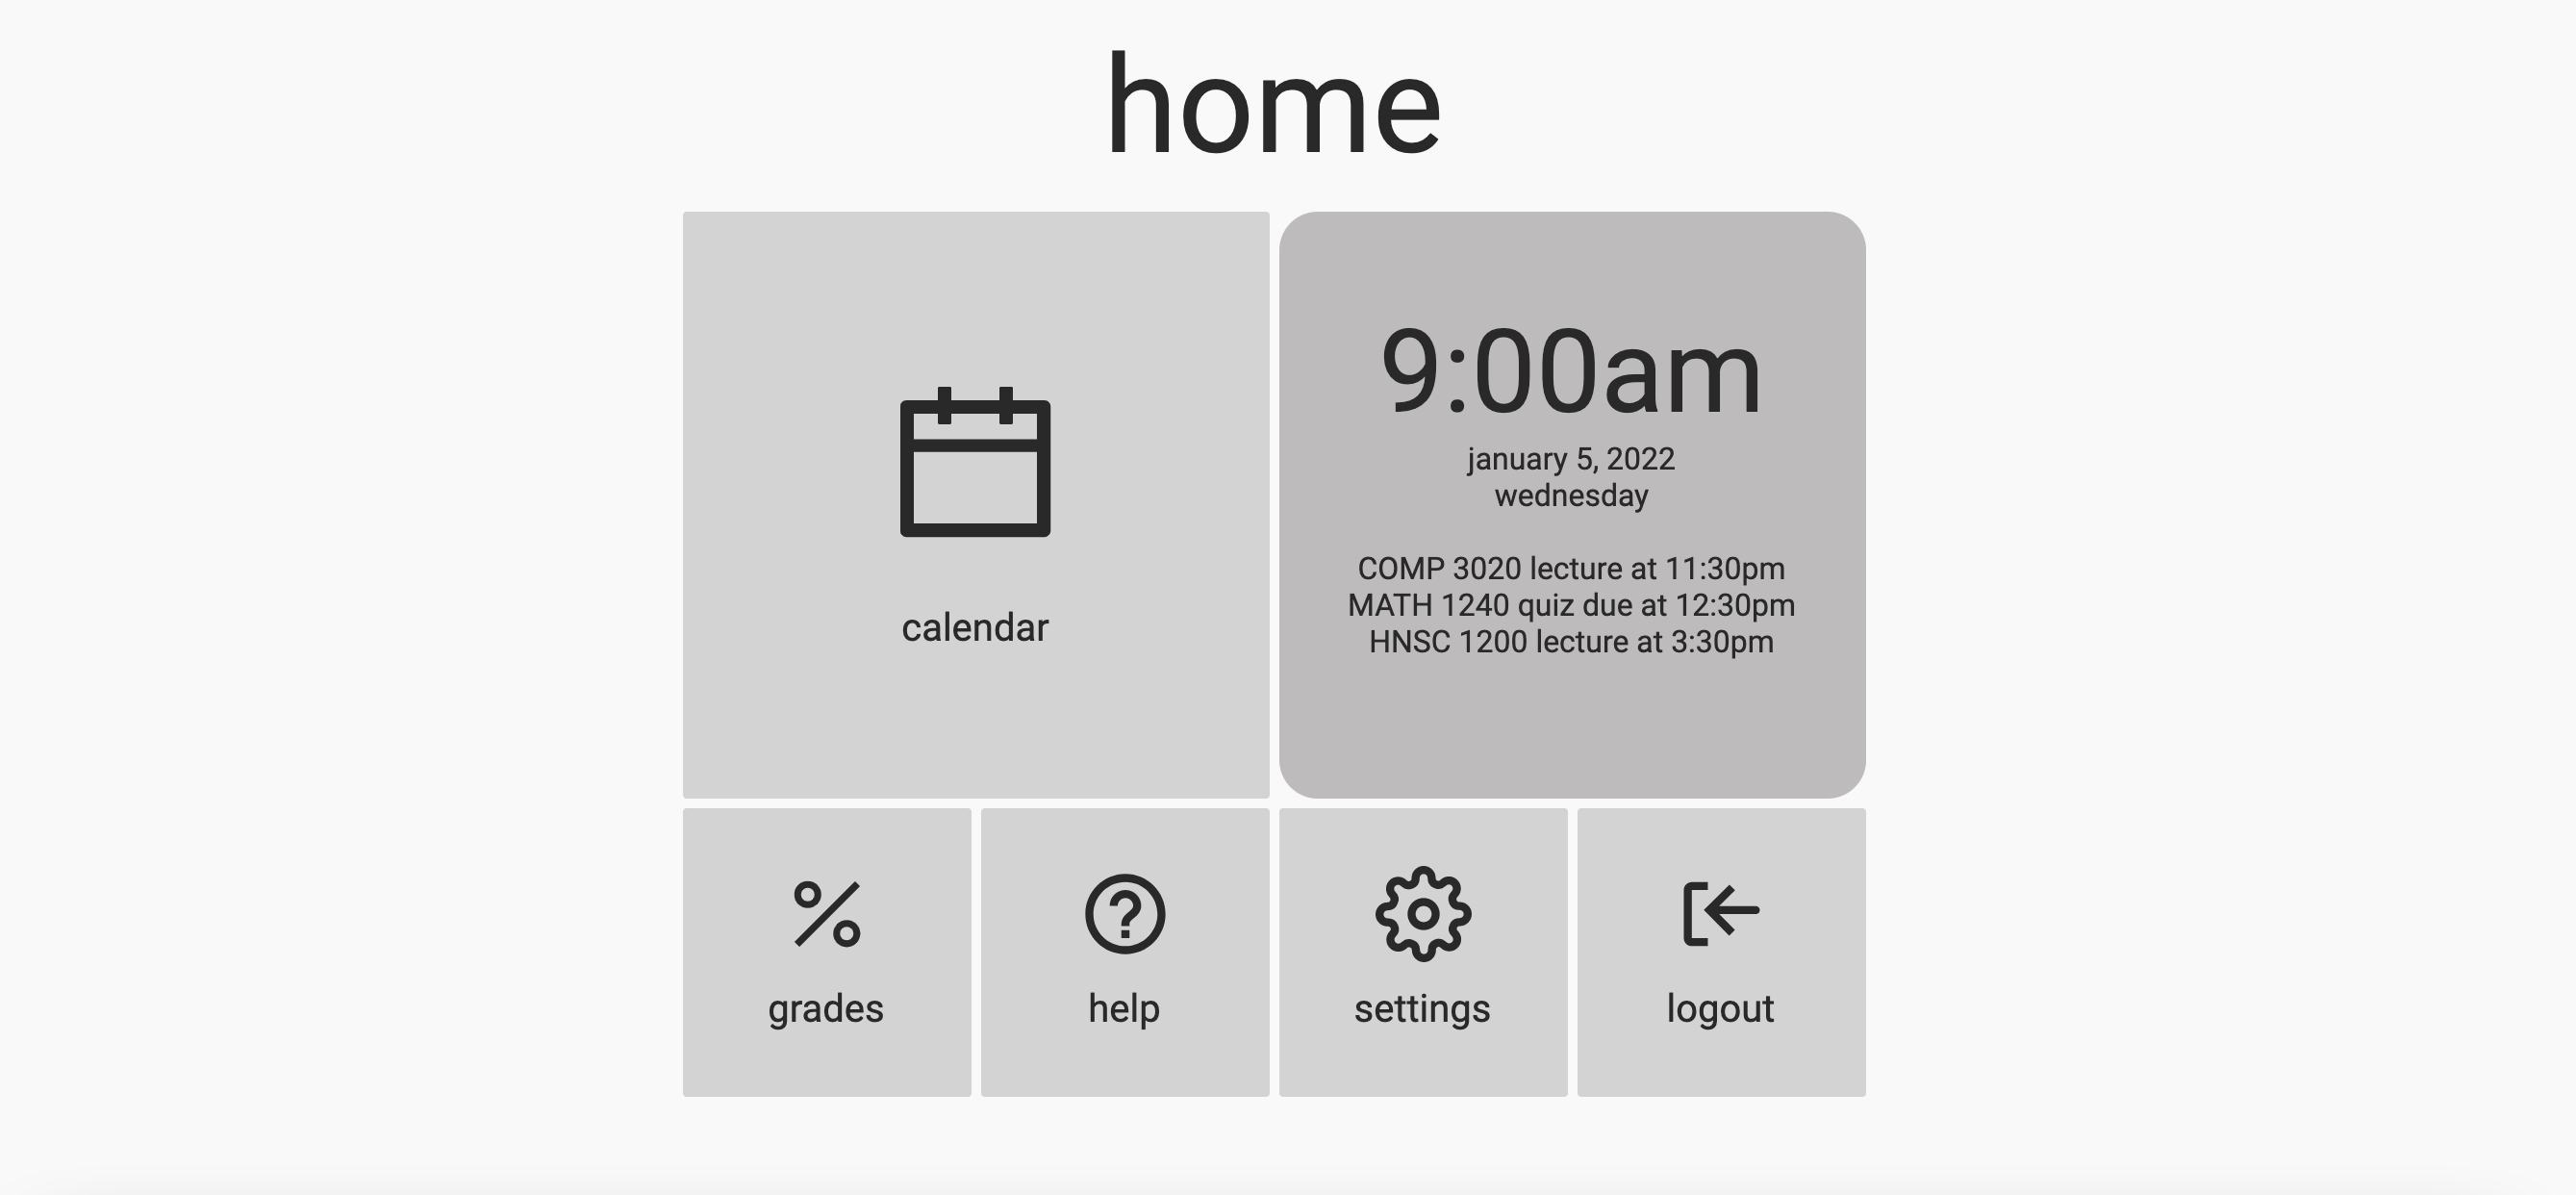 home
calendar
9:00am
january 5, 2022
wednesday
COMP 3020 lecture at 11:30pm
MATH 1240 quiz due at 12:30pm
HNSC 1200 lecture at 3:30pm
grades
help
settings
logout